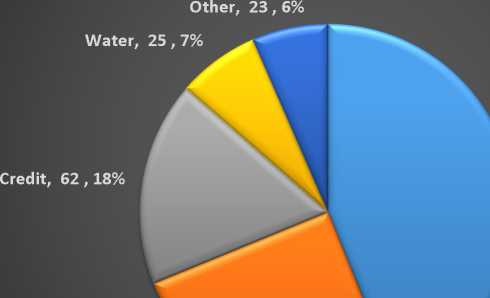 Other,  23 , 6%
Water,  25 , 7%
Credit,  62 , 18%